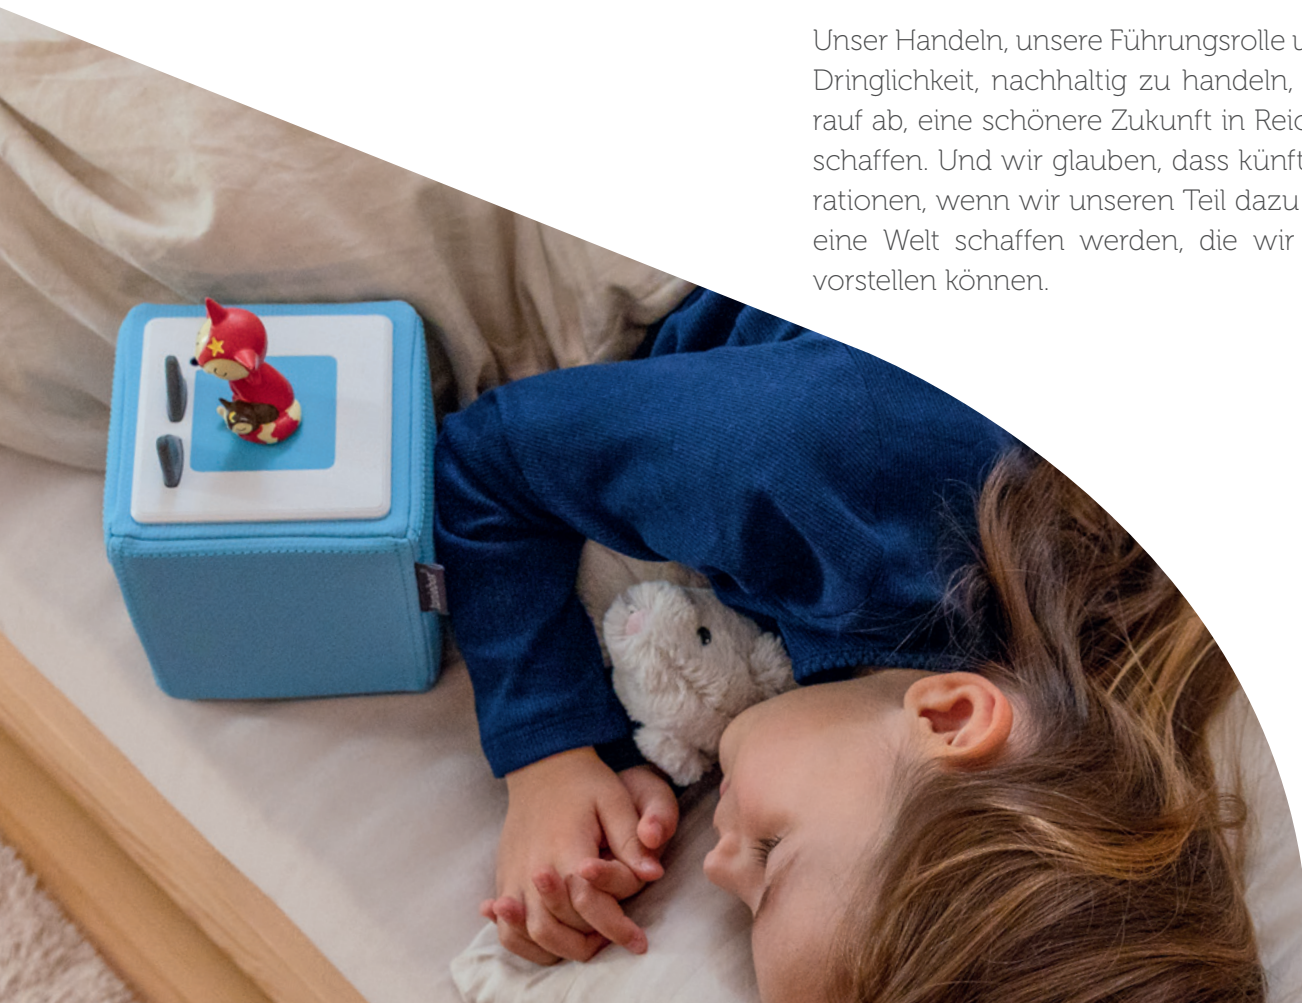 Unser Handeln, unsere Führungsrolle u
Dringlichkeit, nachhaltig zu handeln,
rauf ab, eine schönere Zukunft in Reic
schaffen. Und wir glauben, dass künft
rationen, wenn wir unseren Teil dazu
eine Welt schaffen werden, die wir
vorstellen können.